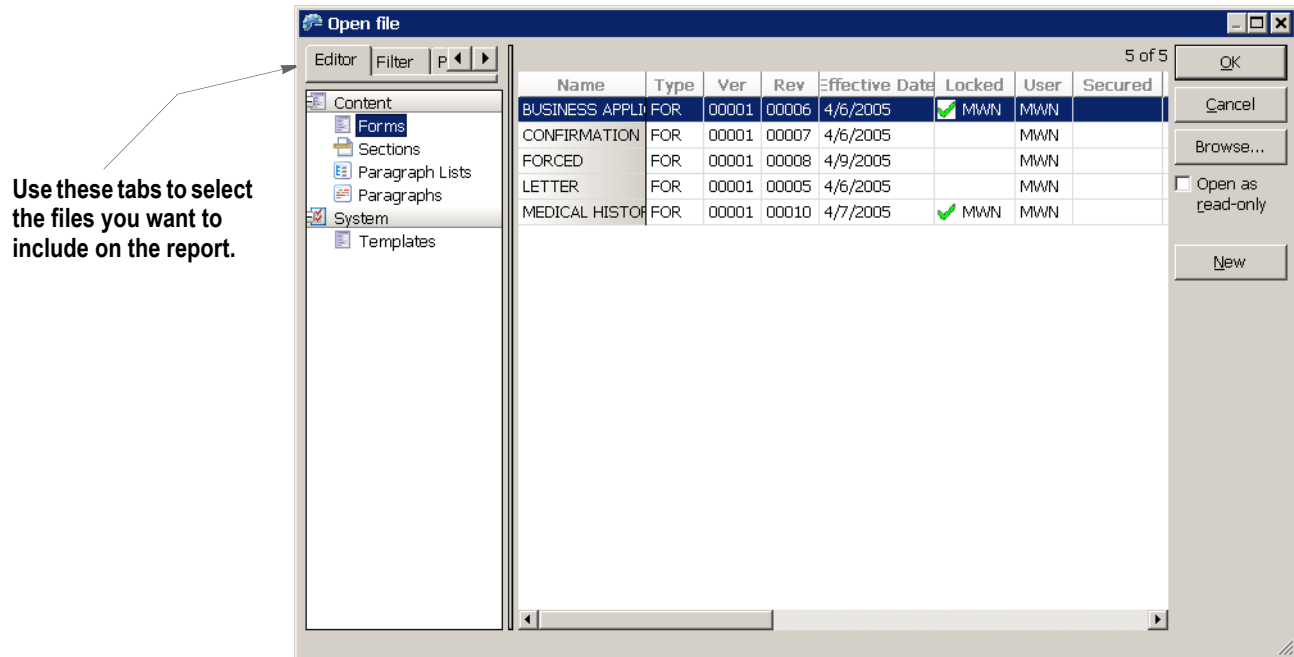 Open file
Editor Filter P
5 of 5
OK
Cancel
Browse...
Open as
read-only
New
Content
Forms
Sections
Paragraph Lists
Paragraphs
System
Templates
Name Type Ver Rev Effective Date Locked User Secured
BUSINESS APPLI FOR 00001 00006 4/6/2005 MWN MWN
CONFIRMATION FOR 00001 00007 4/6/2005 MWN
FORCED FOR 00001 00008 4/9/2005 MWN
LETTER FOR 00001 00005 4/6/2005 MWN
MEDICAL HISTOR FOR 00001 00010 4/7/2005 MWN MWN
Use these tabs to select
the files you want to
include on the report.